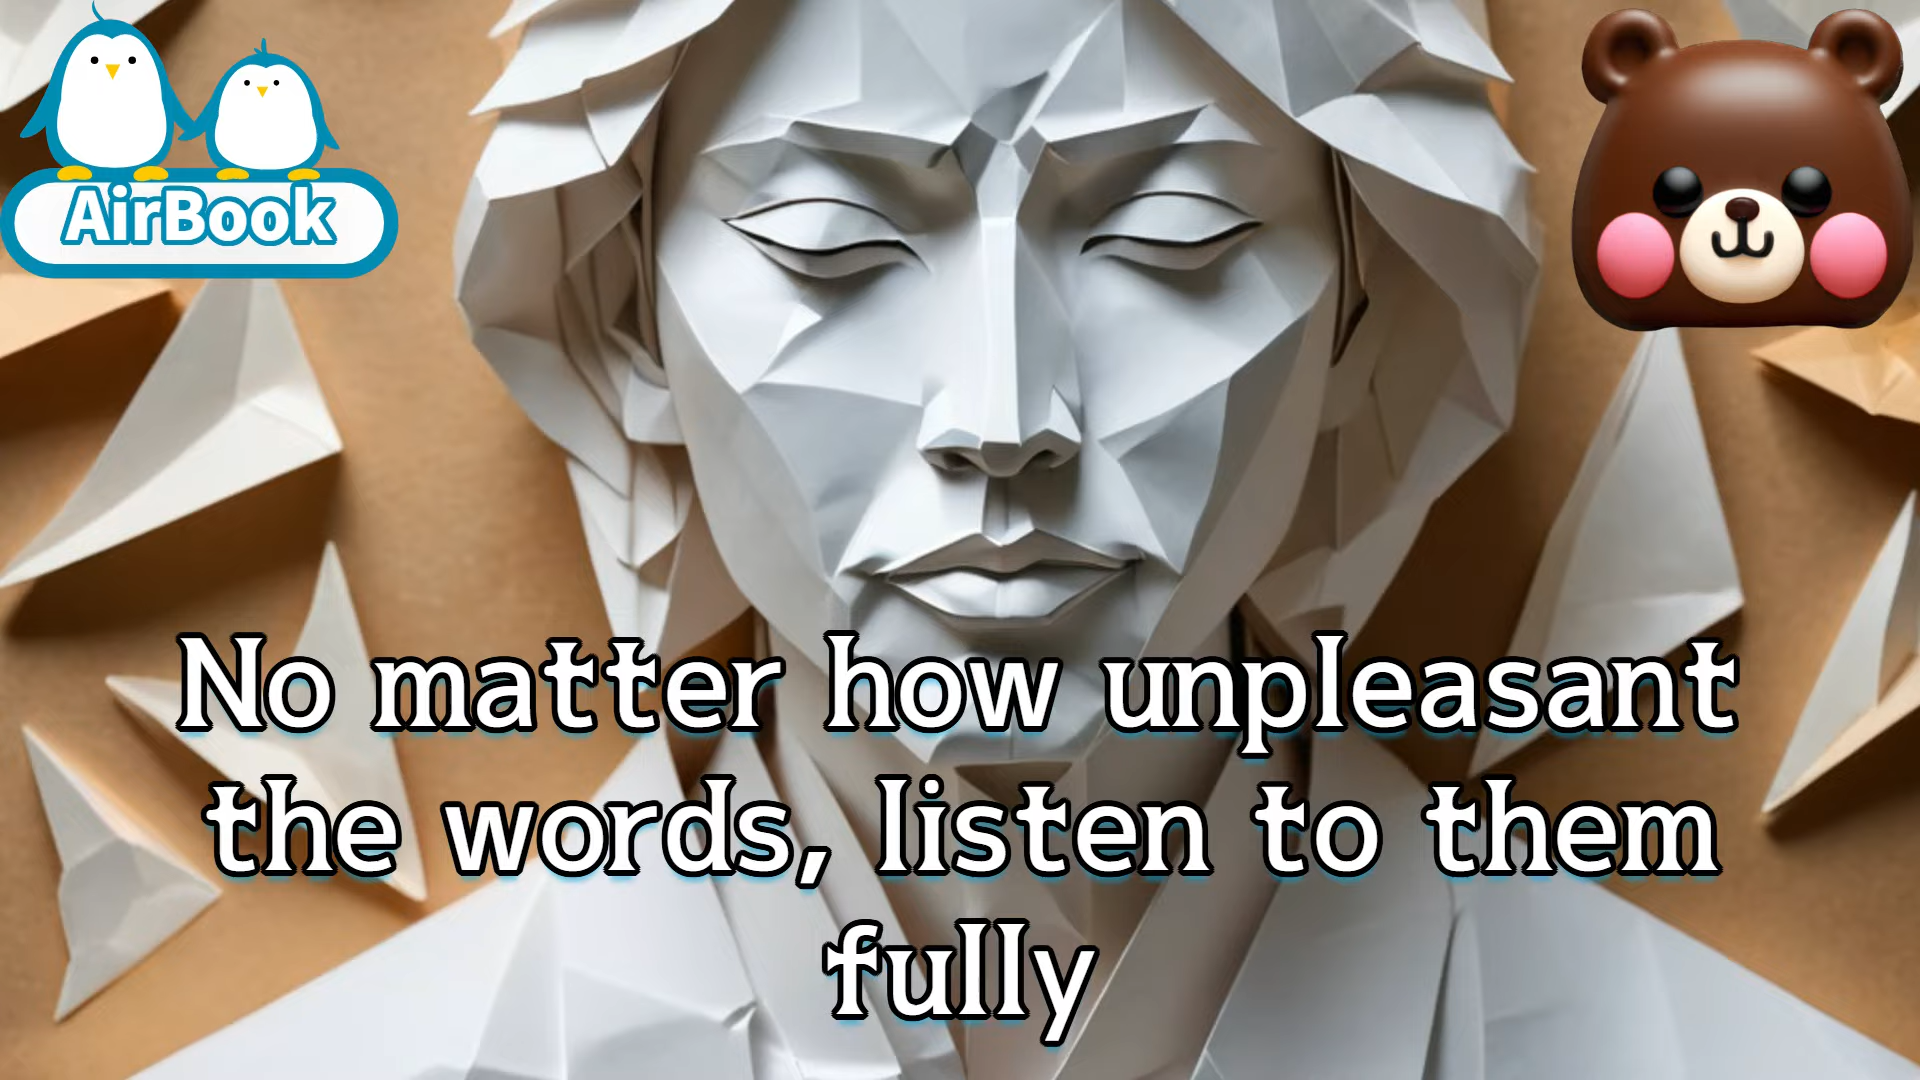 AirBook
No matter how unpleasant
the words, listen to them
fully